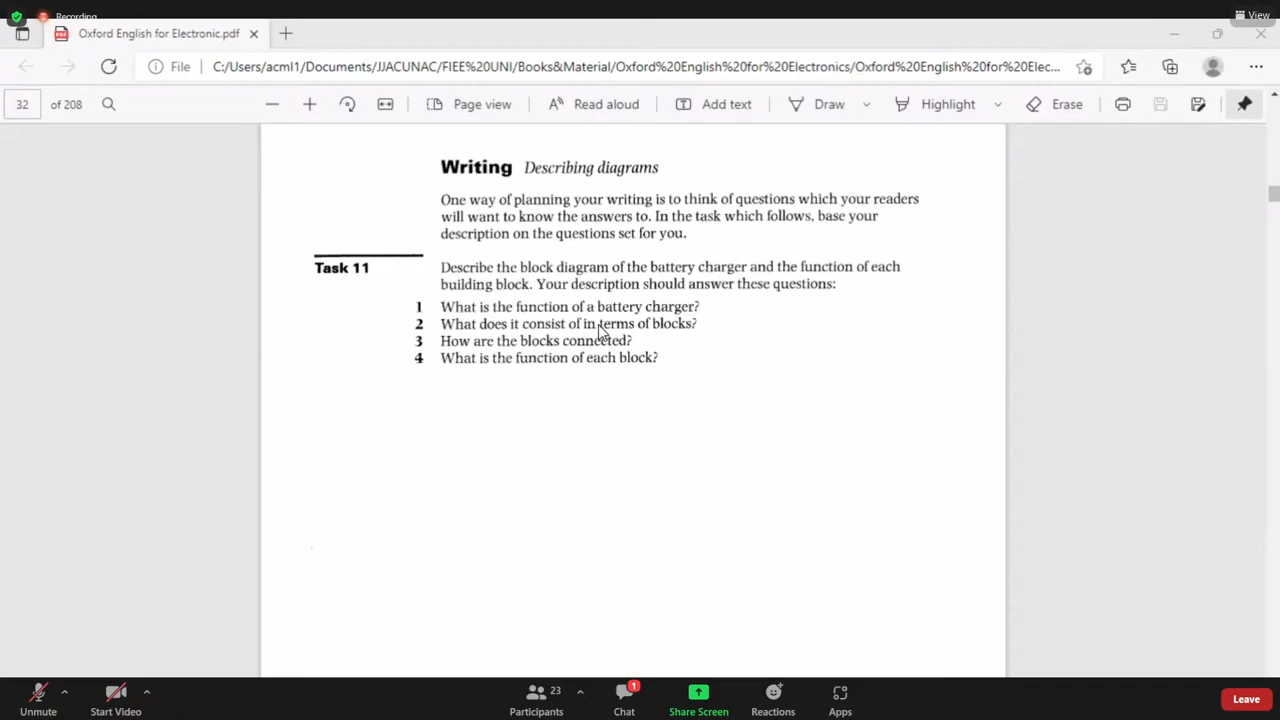 Recording
View
Oxford English for Electronic.pdf
File
C:/Users/acml1/Documents/JJACUNAC/FIEE%20UNI/Books&Material/Oxford%20English%20for%20Electronics/Oxford%20English%20for%20Elec...
32 of 208
Page view
Read aloud
Add text
Draw
Highlight
Erase
Writing Describing diagrams
One way of planning your writing is to think of questions which your readers
will want to know the answers to. In the task which follows, base your
description on the questions set for you.
Task 11
Describe the block diagram of the battery charger and the function of each
building block. Your description should answer these questions:
1 What is the function of a battery charger?
2 What does it consist of in terms of blocks?
3 How are the blocks connected?
4 What is the function of each block?
Unmute
Start Video
23
Participants
1
Chat
Share Screen
Reactions
Apps
Leave